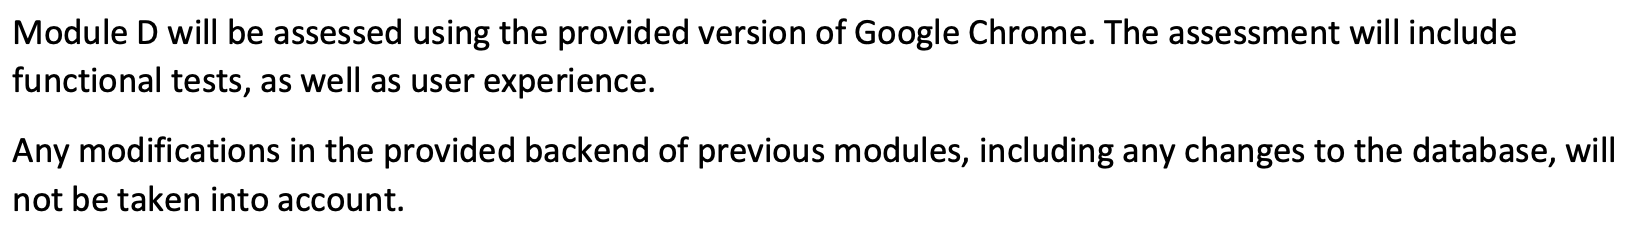 Module D will be assessed using the provided version of Google Chrome. The assessment will include
functional tests, as well as user experience.
Any modifications in the provided backend of previous modules, including any changes to the database, will
not be taken into account.